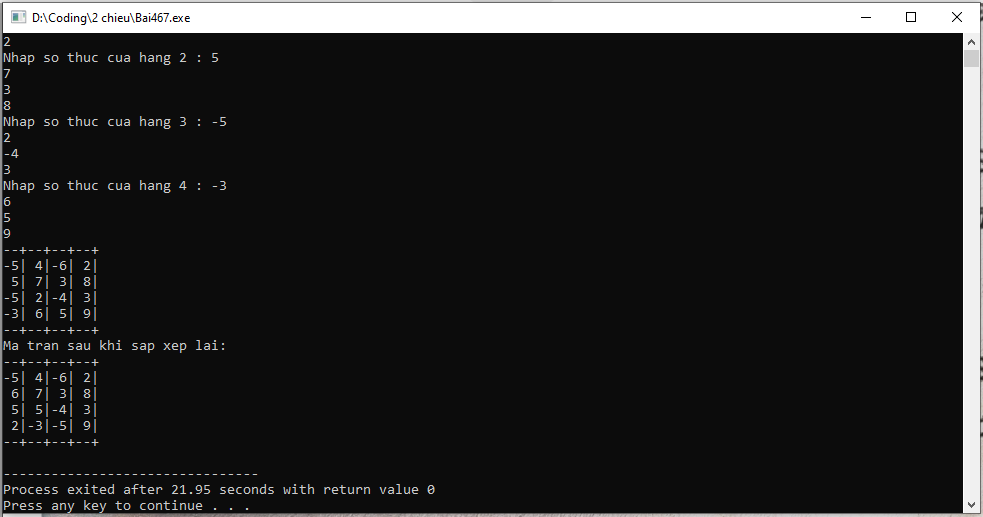 D:\Coding\2 chieu\Bai467.exe
2
Nhap so thuc cua hang 2 : 5
7
3
8
Nhap so thuc cua hang 3 : -5
2
-4
3
Nhap so thuc cua hang 4 : -3
6
5
9
--+--+--+--+
-5| 4|-6| 2|
 5| 7| 3| 8|
-5| 2|-4| 3|
-3| 6| 5| 9|
--+--+--+--+
Ma tran sau khi sap xep lai:
--+--+--+--+
-5| 4|-6| 2|
 6| 7| 3| 8|
 5| 5|-4| 3|
 2|-3|-5| 9|
--+--+--+--+
--------------------------------
Process exited after 21.95 seconds with return value 0
Press any key to continue . . .